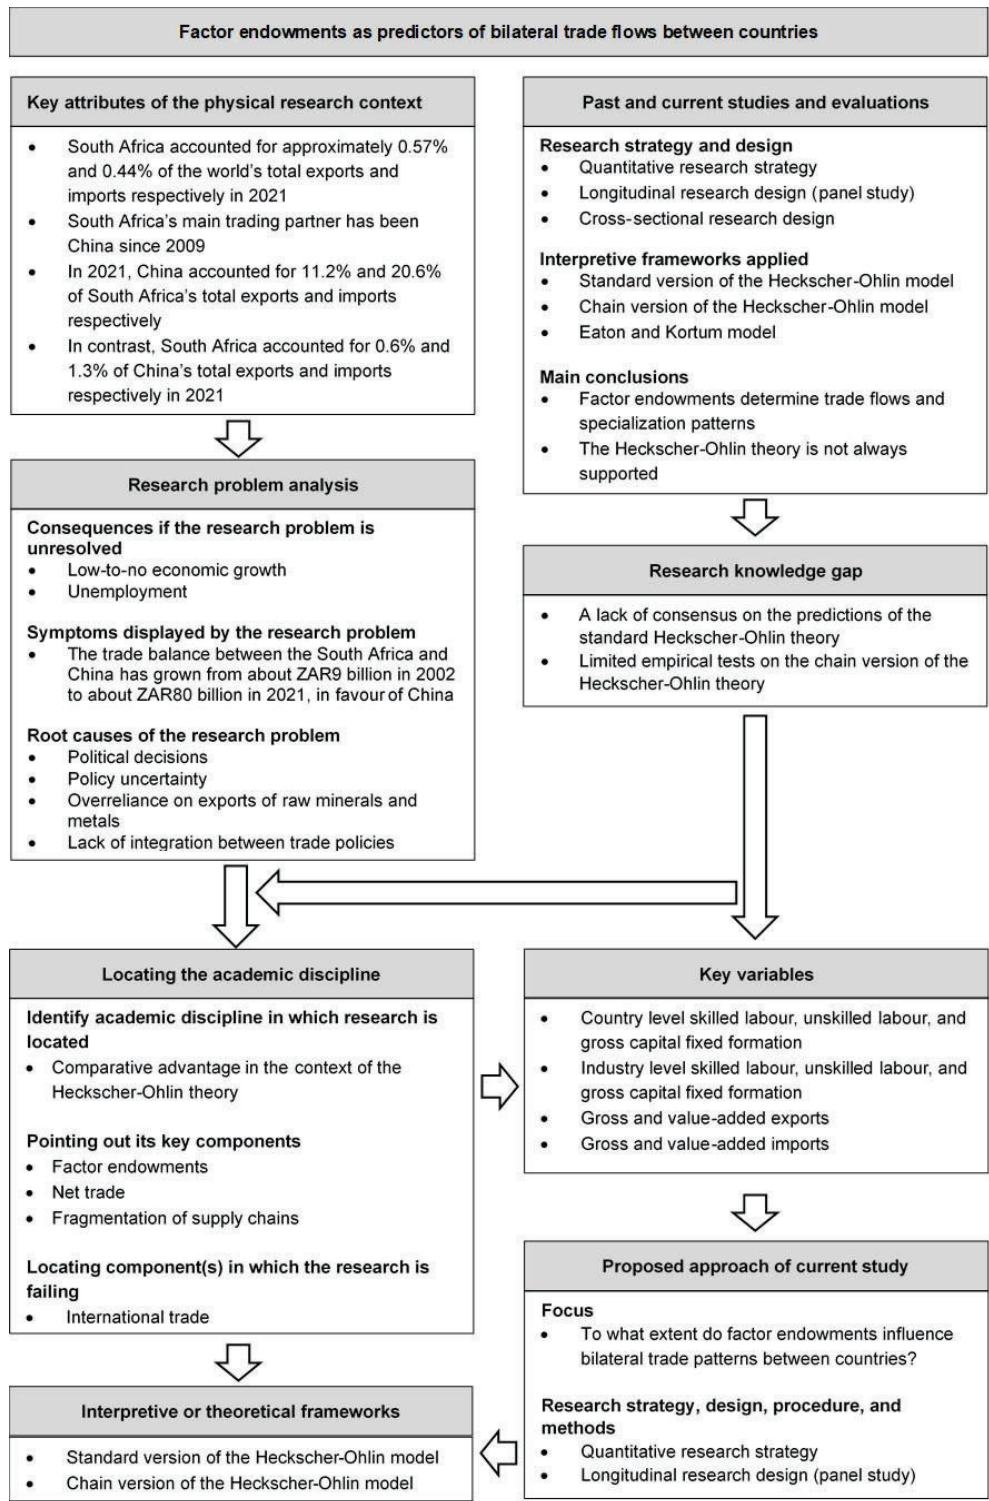 Factor endowments as predictors of bilateral trade flows between countries
Key attributes of the physical research context
• South Africa accounted for approximately 0.57%
and 0.44% of the world's total exports and
imports respectively in 2021
• South Africa's main trading partner has been
China since 2009
• In 2021, China accounted for 11.2% and 20.6%
of South Africa's total exports and imports
respectively
• In contrast, South Africa accounted for 0.6% and
1.3% of China's total exports and imports
respectively in 2021
Research problem analysis
Consequences if the research problem is
unresolved
• Low-to-no economic growth
• Unemployment
Symptoms displayed by the research problem
• The trade balance between the South Africa and
China has grown from about ZAR9 billion in 2002
to about ZAR80 billion in 2021, in favour of China
Root causes of the research problem
• Political decisions
• Policy uncertainty
• Overreliance on exports of raw minerals and
metals
• Lack of integration between trade policies
Past and current studies and evaluations
Research strategy and design
• Quantitative research strategy
• Longitudinal research design (panel study)
• Cross-sectional research design
Interpretive frameworks applied
• Standard version of the Heckscher-Ohlin model
• Chain version of the Heckscher-Ohlin model
• Eaton and Kortum model
Main conclusions
• Factor endowments determine trade flows and
specialization patterns
• The Heckscher-Ohlin theory is not always
supported
Research knowledge gap
• A lack of consensus on the predictions of the
standard Heckscher-Ohlin theory
• Limited empirical tests on the chain version of the
Heckscher-Ohlin theory
Locating the academic discipline
Identify academic discipline in which research is
located
• Comparative advantage in the context of the
Heckscher-Ohlin theory
Pointing out its key components
• Factor endowments
• Net trade
• Fragmentation of supply chains
Locating component(s) in which the research is
failing
• International trade
Key variables
• Country level skilled labour, unskilled labour, and
gross capital fixed formation
• Industry level skilled labour, unskilled labour, and
gross capital fixed formation
• Gross and value-added exports
• Gross and value-added imports
Proposed approach of current study
Focus
• To what extent do factor endowments influence
bilateral trade patterns between countries?
Research strategy, design, procedure, and
methods
• Quantitative research strategy
• Longitudinal research design (panel study)
Interpretive or theoretical frameworks
• Standard version of the Heckscher-Ohlin model
• Chain version of the Heckscher-Ohlin model